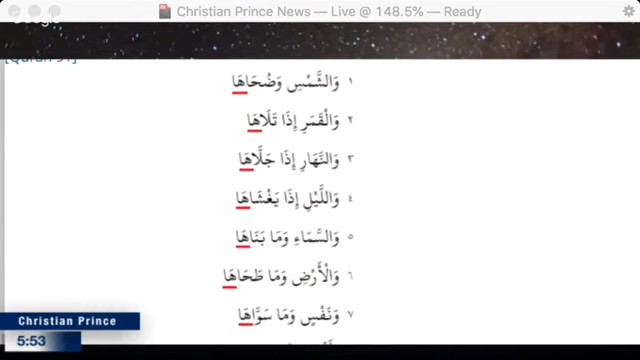 Christian Prince News — Live @ 148.5% — Ready
Google
[Quran 91]
١ وَالشَّمْسِ وَضُحَاهَا
٢ وَالْقَمَرِ إِذَا تَلَاهَا
٣ وَالنَّهَارِ إِذَا جَلَّاهَا
٤ وَاللَّيْلِ إِذَا يَغْشَاهَا
٥ وَالسَّمَاءِ وَمَا بَنَاهَا
٦ وَالْأَرْضِ وَمَا طَحَاهَا
٧ وَنَفْسٍ وَمَا سَوَّاهَا
Christian Prince
5:53